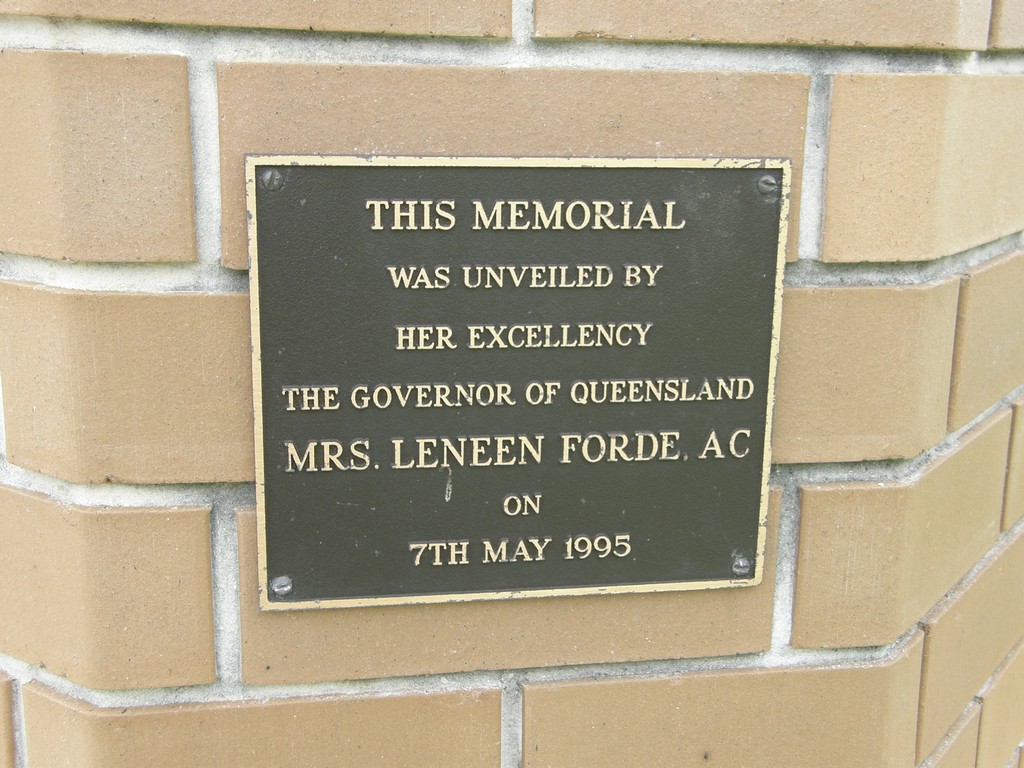 THIS MEMORIAL
WAS UNVEILED BY
HER EXCELLENCY
THE GOVERNOR OF QUEENSLAND
MRS. LENEEN FORDE, AC
ON
7TH MAY 1995